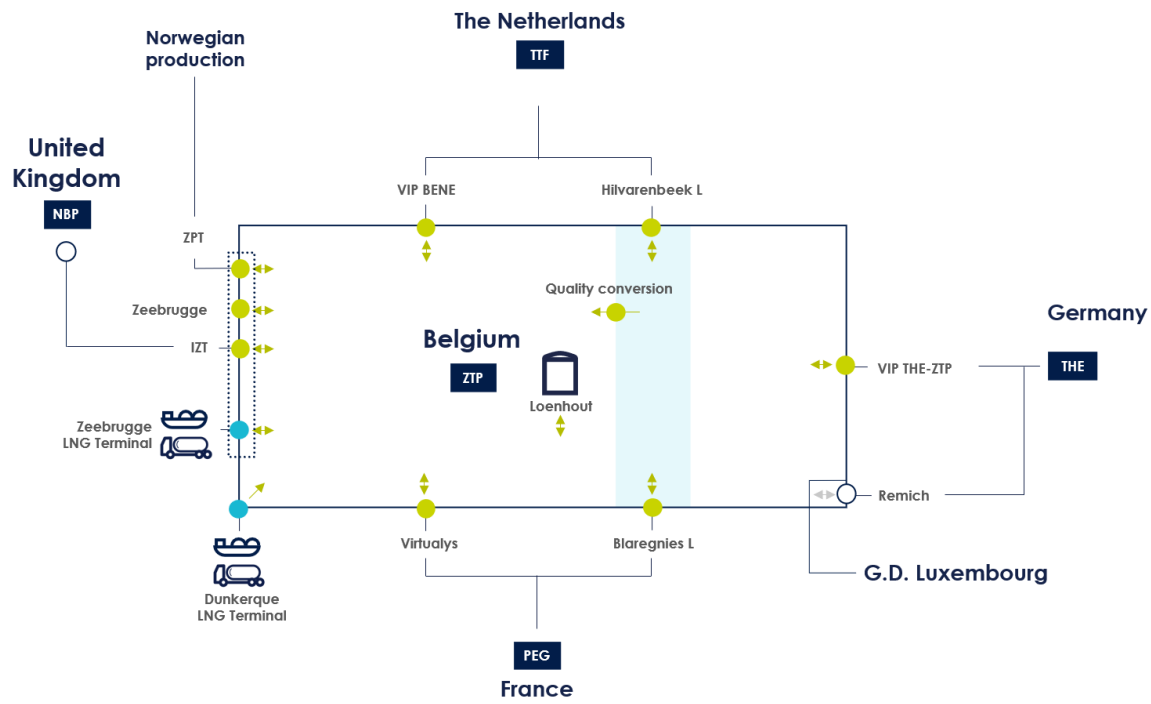 The Netherlands
TTF
Norwegian
production
United
Kingdom
NBP
VIP BENE
Hilvarenbeek L
ZPT
Zeebrugge
IZT
Quality conversion
Belgium
ZTP
Loenhout
Germany
THE
VIP THE-ZTP
Zeebrugge
LNG Terminal
Remich
Virtualys
Blaregnies L
G.D. Luxembourg
Dunkerque
LNG Terminal
PEG
France